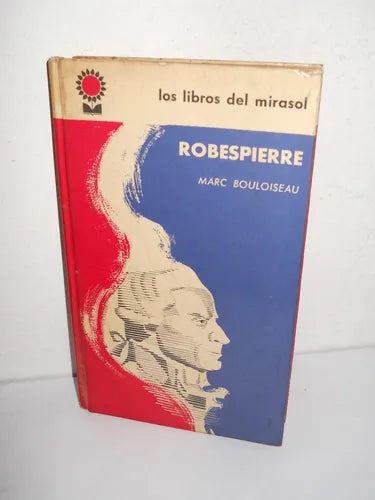 los libros del mirasol
ROBESPIERRE
MARC BOULOISEAU